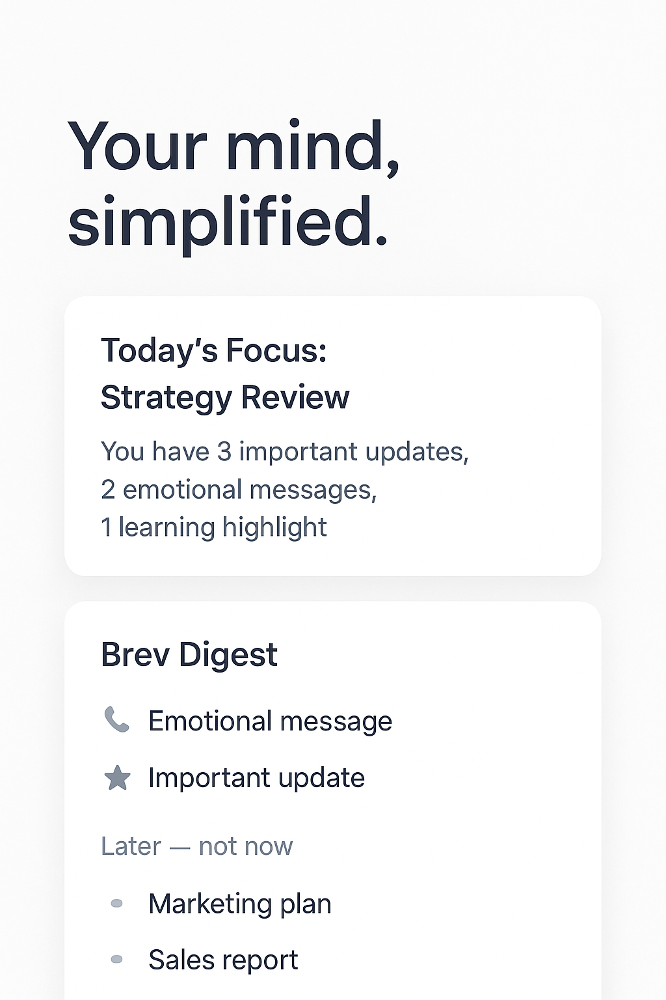 Your mind,
simplified.
Today’s Focus:
Strategy Review
You have 3 important updates,
2 emotional messages,
1 learning highlight
Brev Digest
Emotional message
Important update
Later — not now
Marketing plan
Sales report